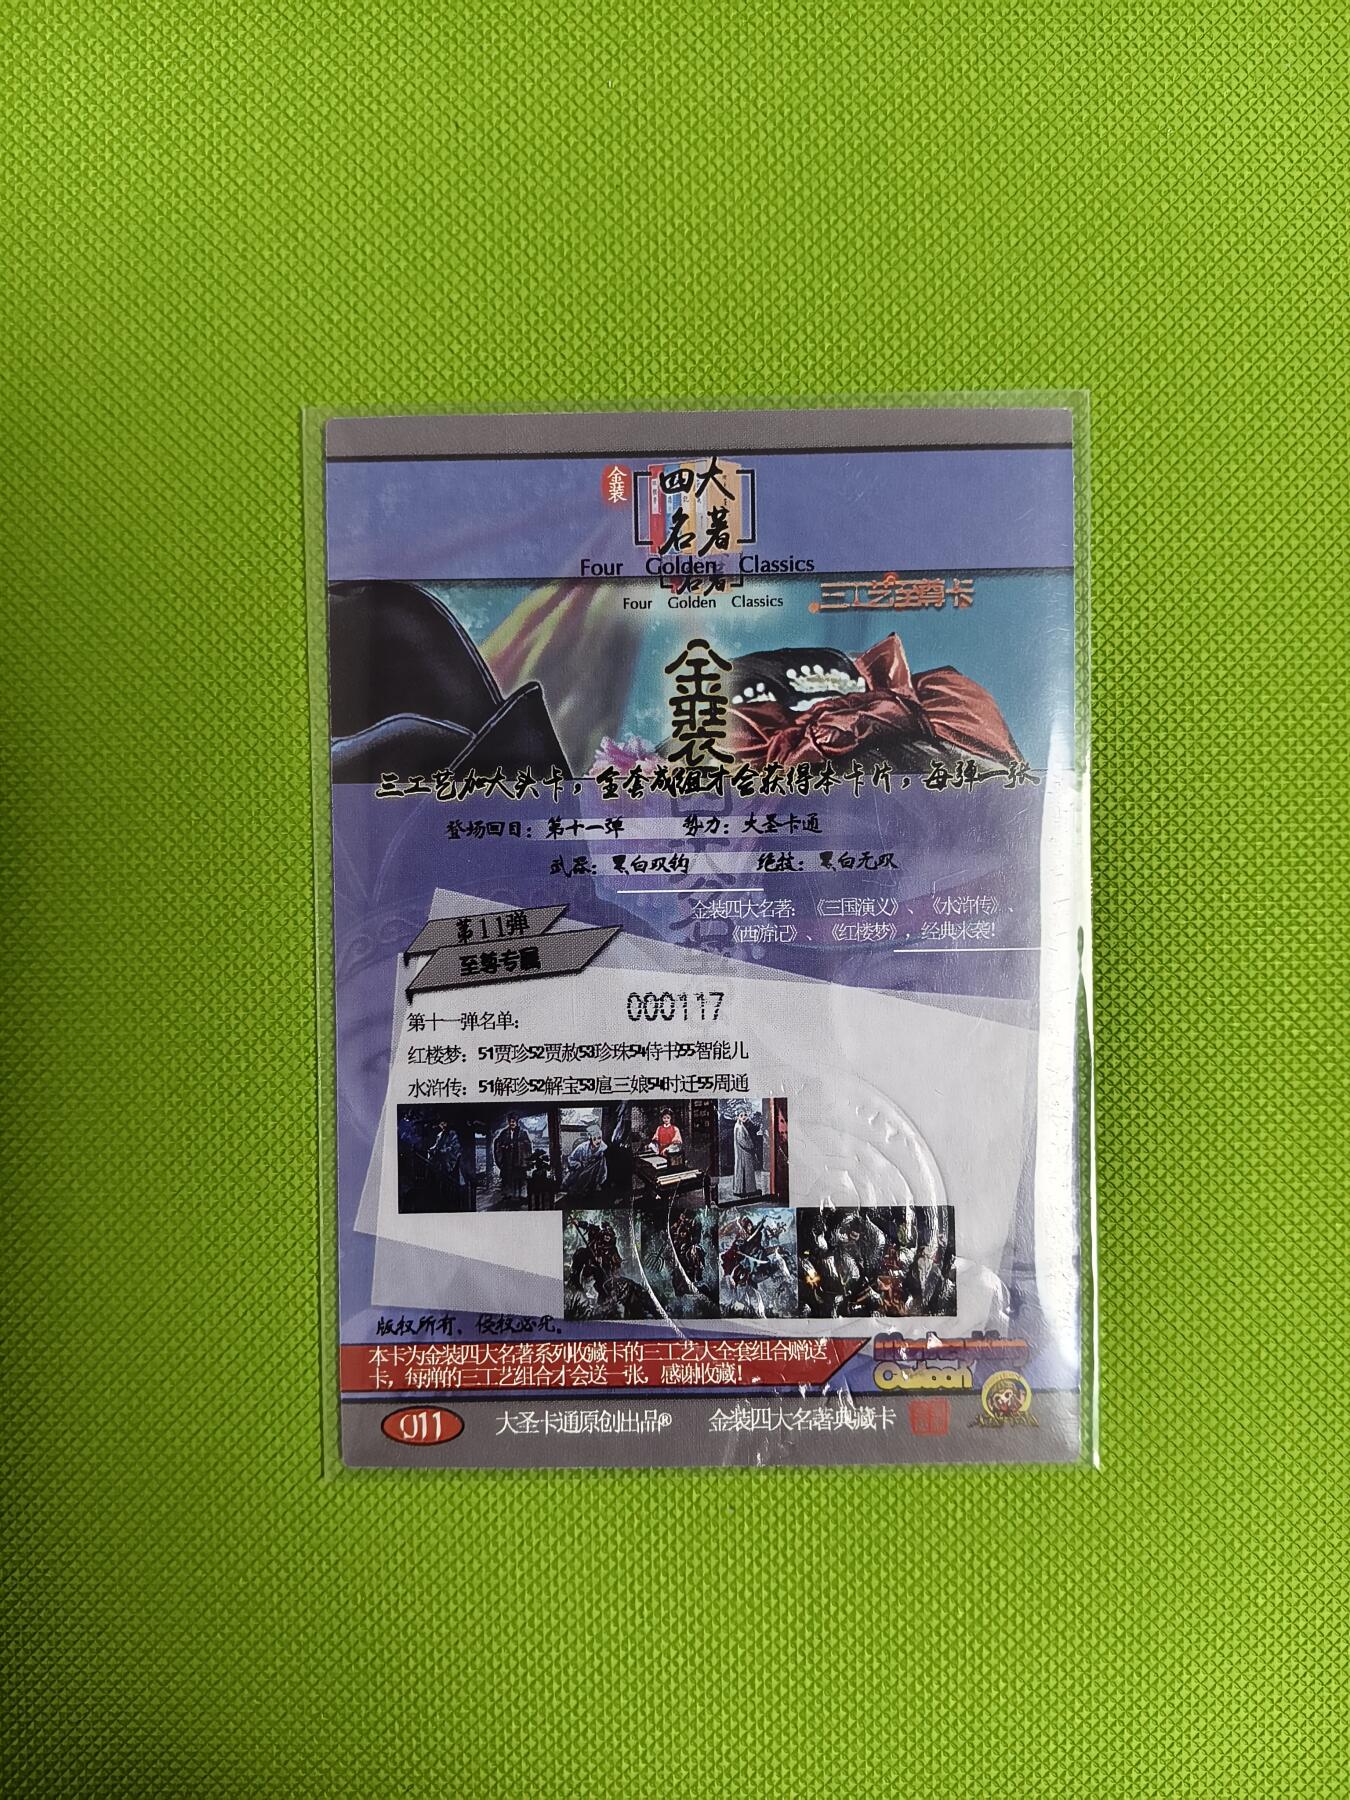 金装
四大
名著
Four Golden Classics
名著
Four Golden Classics
三工艺至尊卡
金装
三工艺加大头卡，全套成组才会获得本卡片，每弹一张
登场回目：第十一弹 势力：大圣卡通
武器：黑白双钩 绝技：黑白无双
金装四大名著：《三国演义》、《水浒传》、
《西游记》、《红楼梦》，经典来袭！
第11弹
至尊专属
000117
第十一弹名单：
红楼梦：51贾珍52贾赦53珍珠54侍书55智能儿
水浒传：51解珍52解宝53扈三娘54时迁55周通
版权所有，侵权必究。
本卡为金装四大名著系列收藏卡的三工艺大全套组合赠送
卡，每弹的三工艺组合才会送一张，感谢收藏！
Monkey King
Cartoon
011
大圣卡通原创出品®
金装四大名著典藏卡